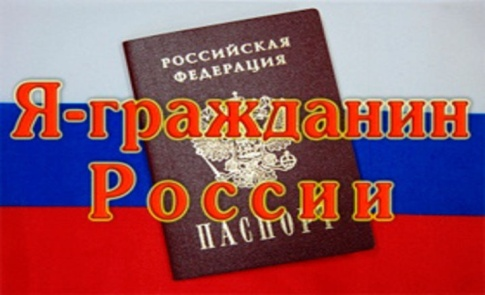 РОССИЙСКАЯ
ФЕДЕРАЦИЯ
Я-гражданин
России
ПАСПОРТ